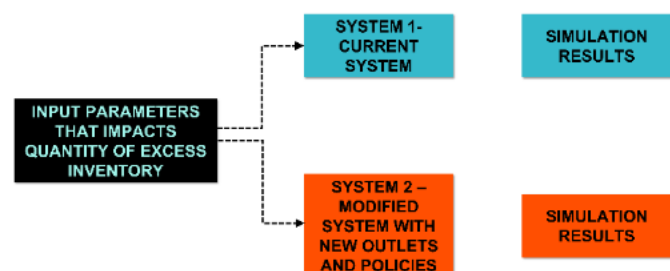 SYSTEM 1-
CURRENT
SYSTEM
SIMULATION
RESULTS
INPUT PARAMETERS
THAT IMPACTS
QUANTITY OF EXCESS
INVENTORY
SYSTEM 2 –
MODIFIED
SYSTEM WITH
NEW OUTLETS
AND POLICIES
SIMULATION
RESULTS